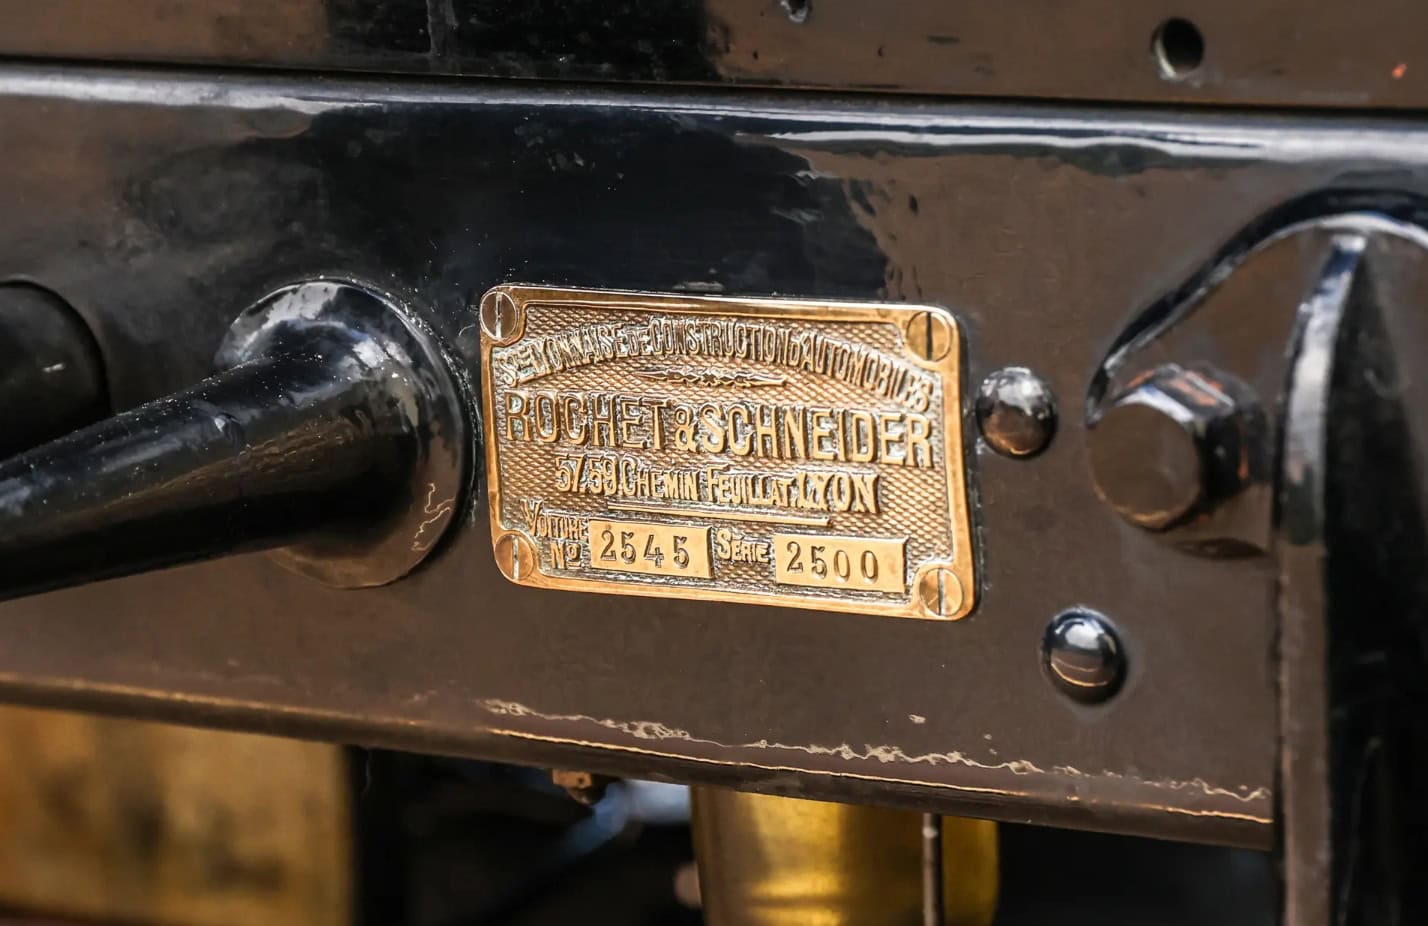 Sté LYONNAISE DE CONSTRUCTION D'AUTOMOBILES
ROCHET & SCHNEIDER
57.59.CHEMIN FEUILLAT.LYON
VOITURE No 2545 SÉRIE 2500